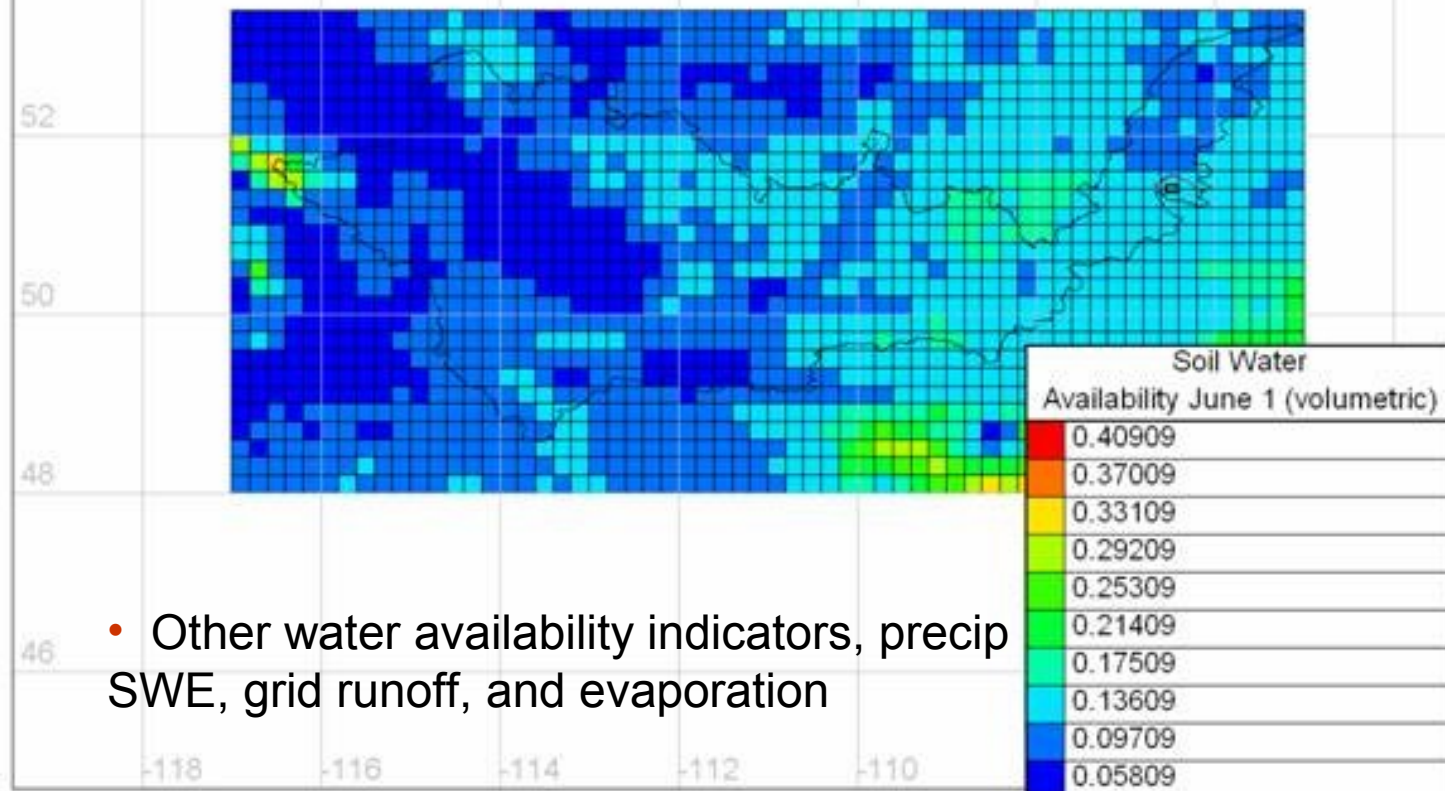 52
50
48
46
-118 -116 -114 -112 -110
Soil Water
Availability June 1 (volumetric)
0.40909
0.37009
0.33109
0.29209
0.25309
0.21409
0.17509
0.13609
0.09709
0.05809
• Other water availability indicators, precip
SWE, grid runoff, and evaporation